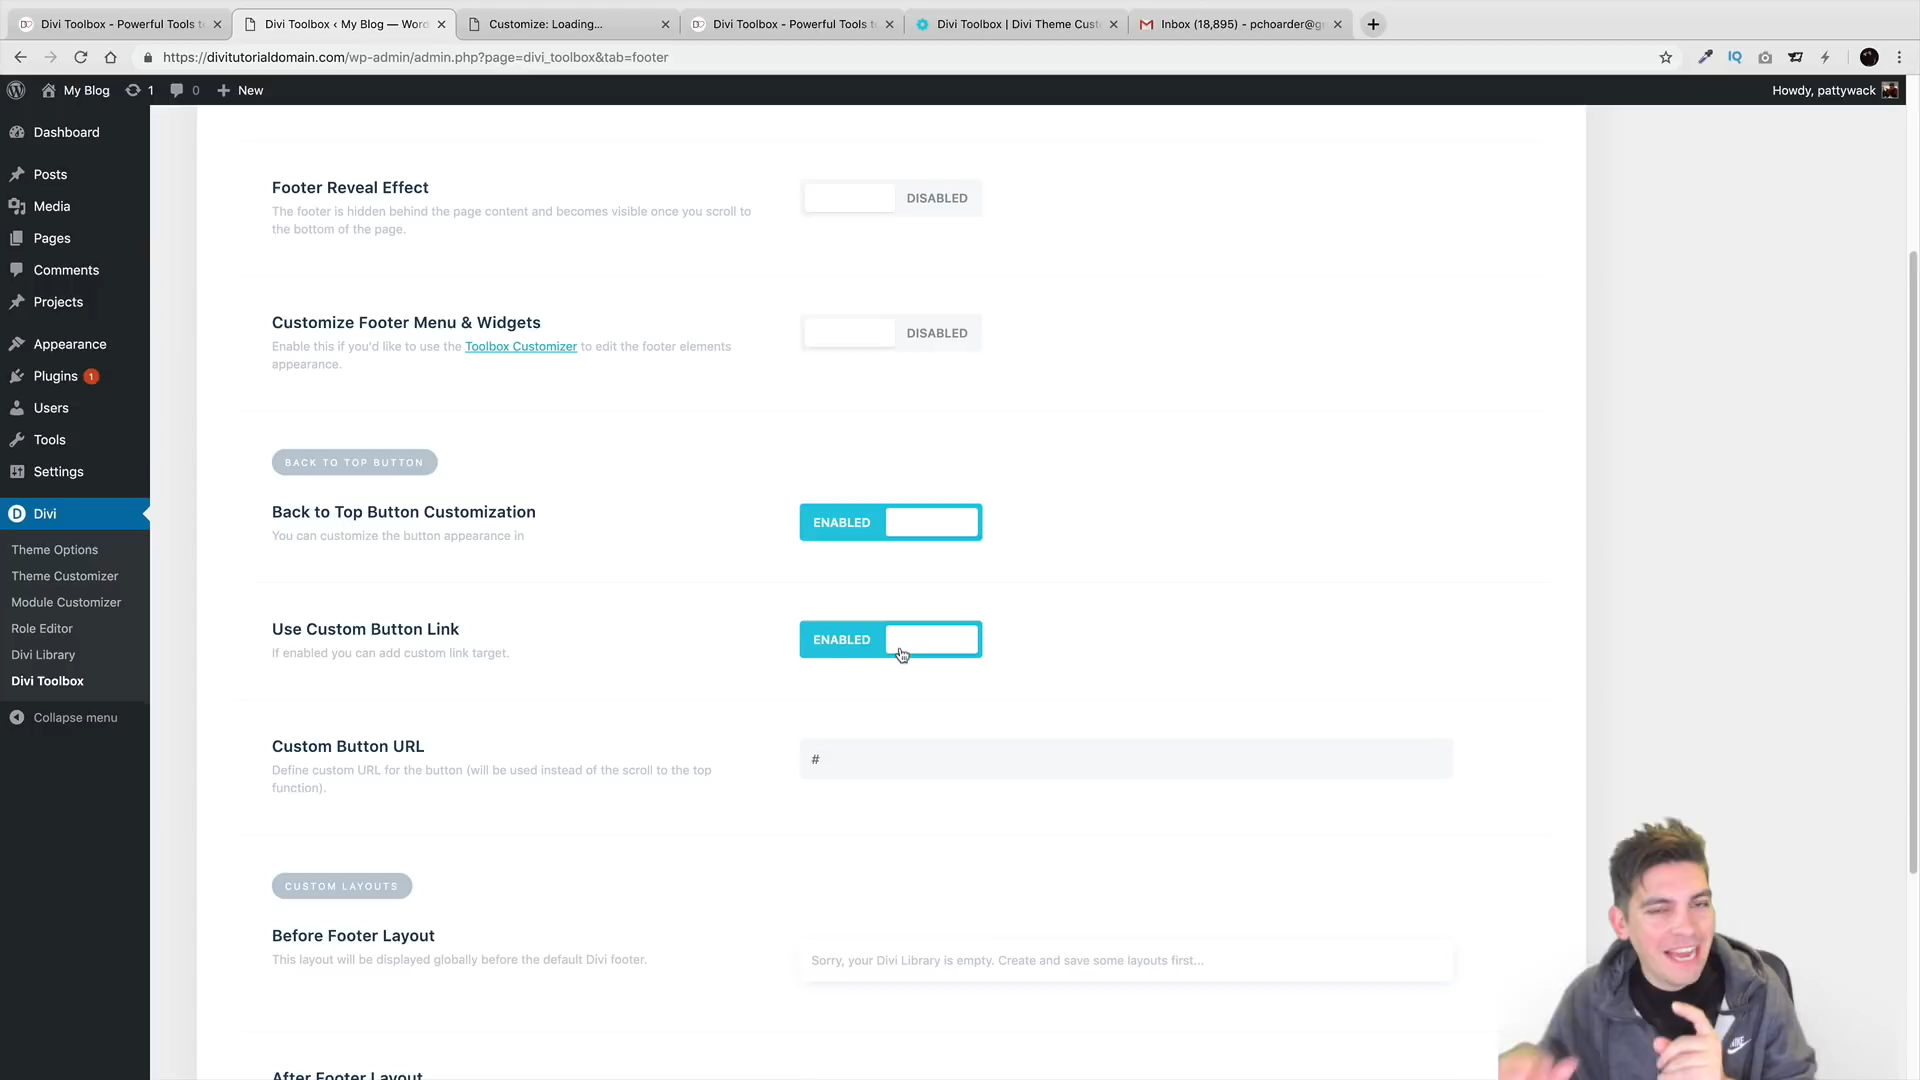 Divi Toolbox - Powerful Tools t
Divi Toolbox ‹ My Blog — Word
Customize: Loading...
Divi Toolbox - Powerful Tools t
Divi Toolbox | Divi Theme Cust
Inbox (18,895) - pchoarder@g
https://divitutorialdomain.com/wp-admin/admin.php?page=divi_toolbox&tab=footer
IQ
My Blog
1
0
New
Howdy, pattywack
Dashboard
Posts
Media
Pages
Comments
Projects
Appearance
Plugins 1
Users
Tools
Settings
Divi
Theme Options
Theme Customizer
Module Customizer
Role Editor
Divi Library
Divi Toolbox
Collapse menu
Footer Reveal Effect
The footer is hidden behind the page content and becomes visible once you scroll to
the bottom of the page.
DISABLED
Customize Footer Menu & Widgets
Enable this if you'd like to use the Toolbox Customizer to edit the footer elements
appearance.
DISABLED
BACK TO TOP BUTTON
Back to Top Button Customization
You can customize the button appearance in
ENABLED
Use Custom Button Link
If enabled you can add custom link target.
ENABLED
Custom Button URL
Define custom URL for the button (will be used instead of the scroll to the top
function).
#
CUSTOM LAYOUTS
Before Footer Layout
This layout will be displayed globally before the default Divi footer.
Sorry, your Divi Library is empty. Create and save some layouts first...
After Footer Layout
NIKE